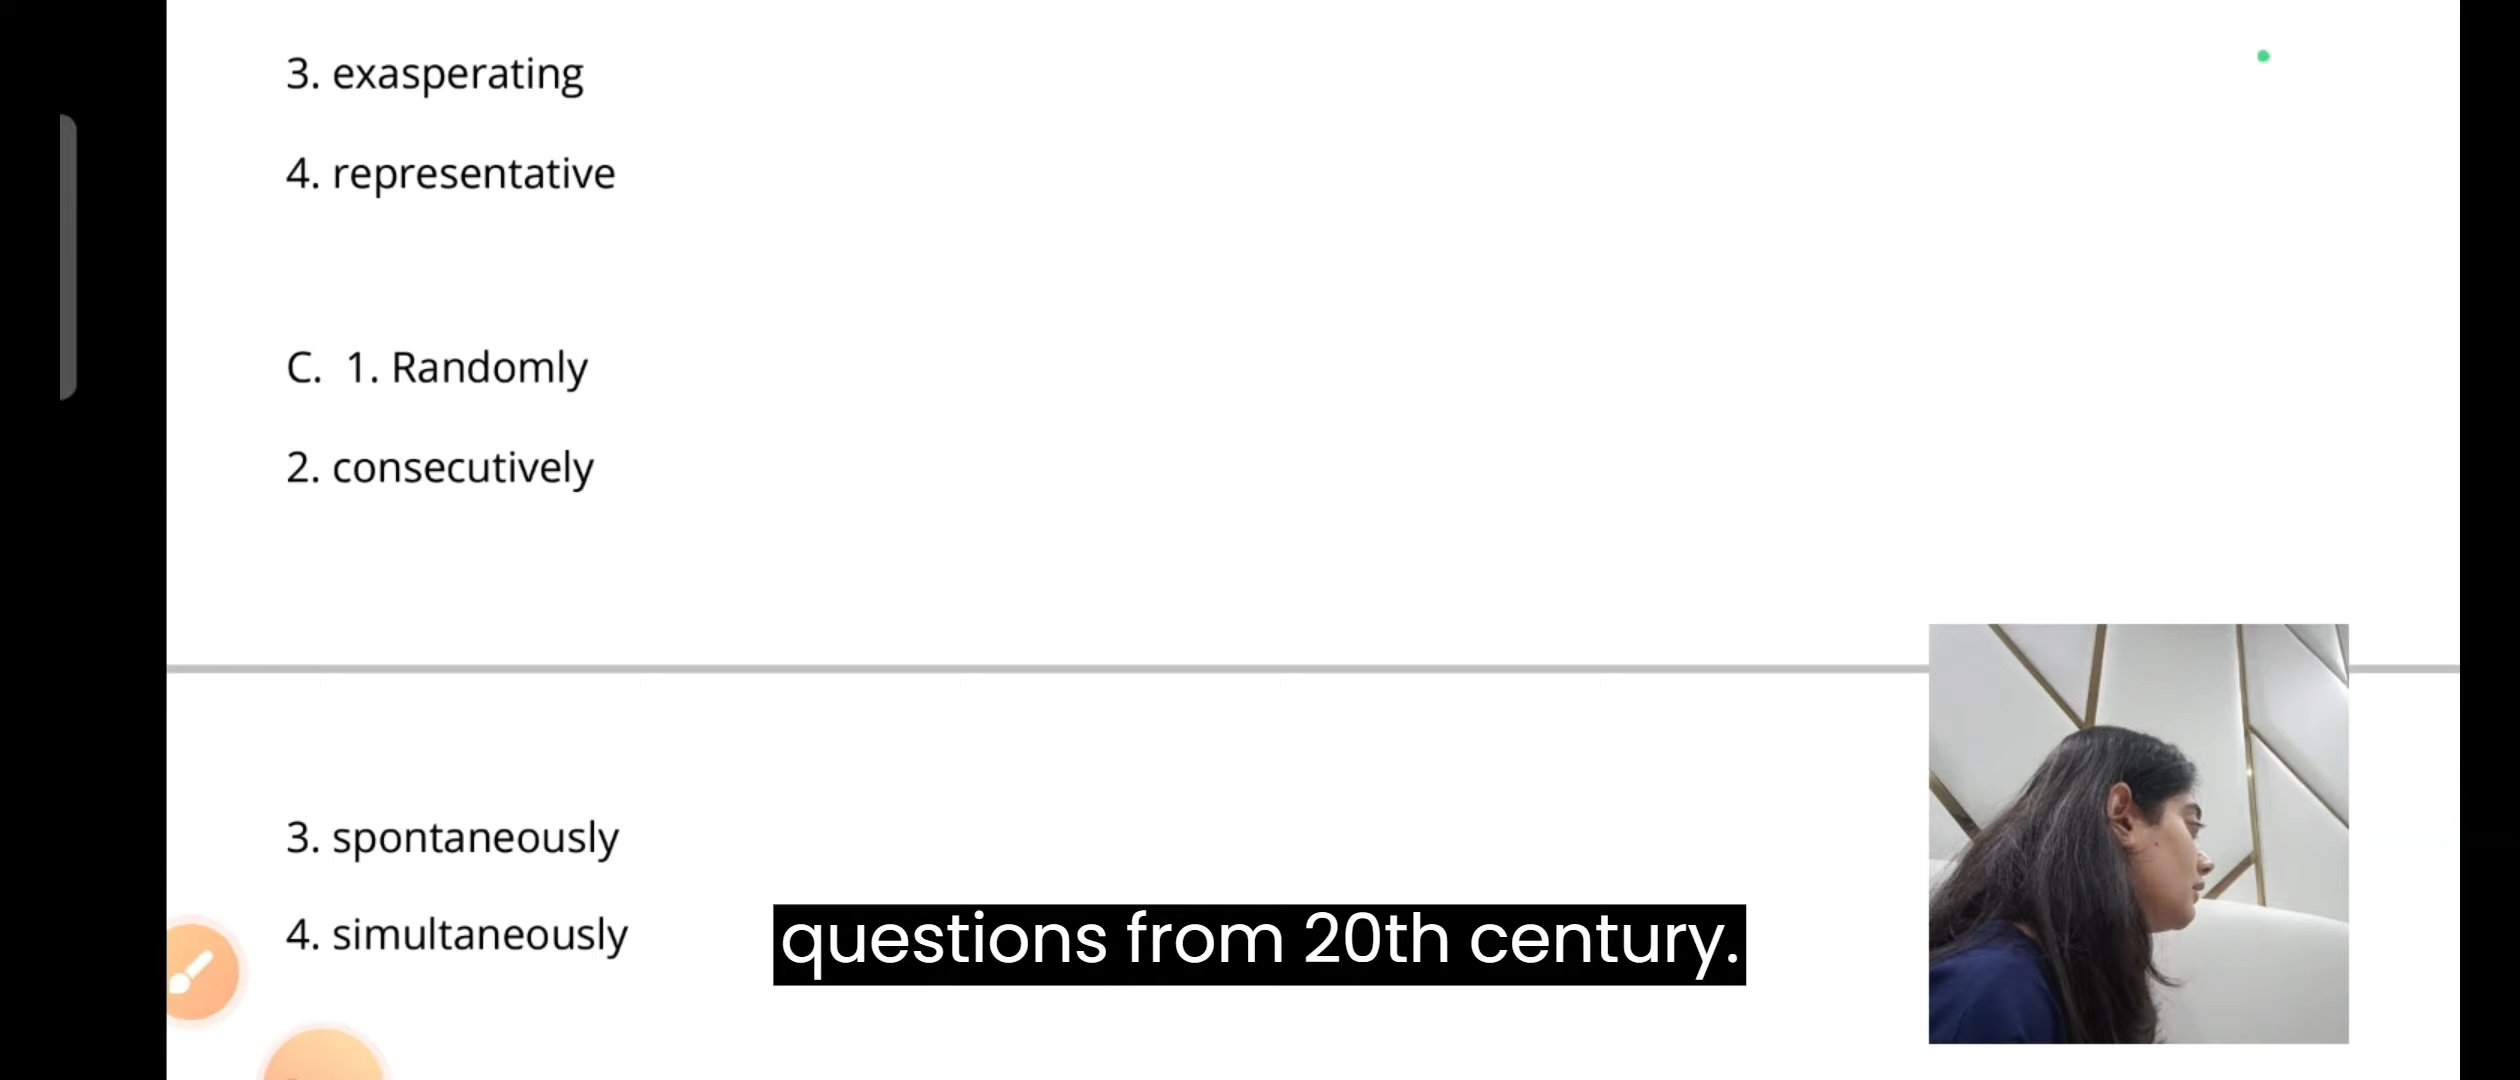 3. exasperating
4. representative
C. 1. Randomly
2. consecutively
3. spontaneously
4. simultaneously
questions from 20th century.